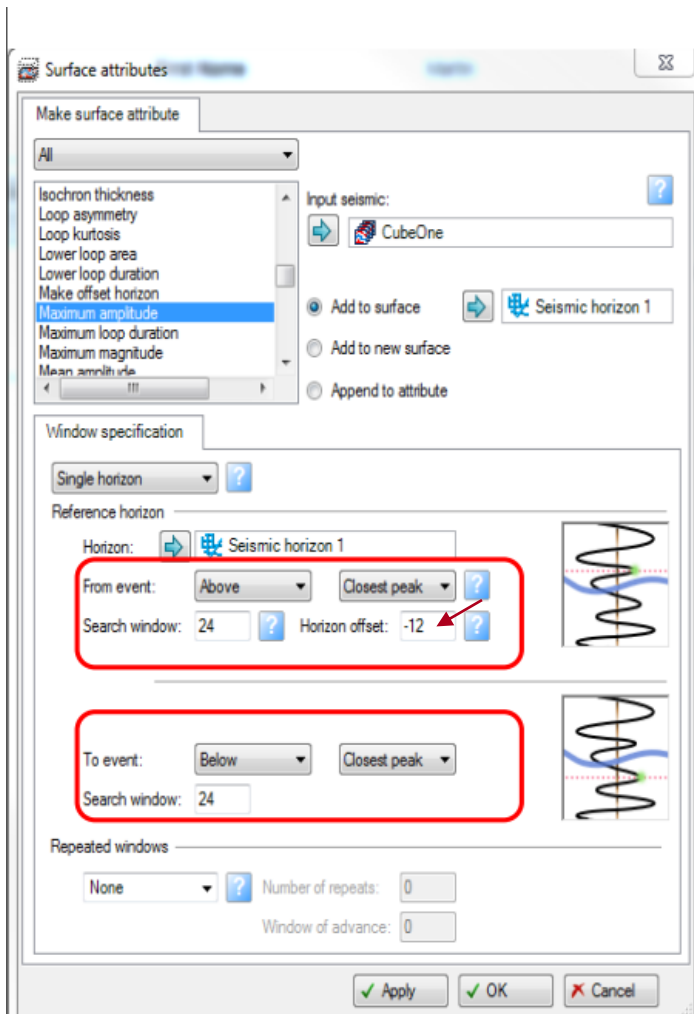 Surface attributes
Make surface attribute
All
Isochron thickness
Loop asymmetry
Loop kurtosis
Lower loop area
Lower loop duration
Make offset horizon
Maximum amplitude
Maximum loop duration
Maximum magnitude
Mean amplitude
Input seismic:
?
CubeOne
Add to surface
Seismic horizon 1
Add to new surface
Append to attribute
Window specification
Single horizon
?
Reference horizon
Horizon:
Seismic horizon 1
From event: Above Closest peak ?
Search window: 24 ? Horizon offset: -12 ?
To event: Below Closest peak
Search window: 24
Repeated windows
None ? Number of repeats: 0
Window of advance: 0
Apply OK Cancel